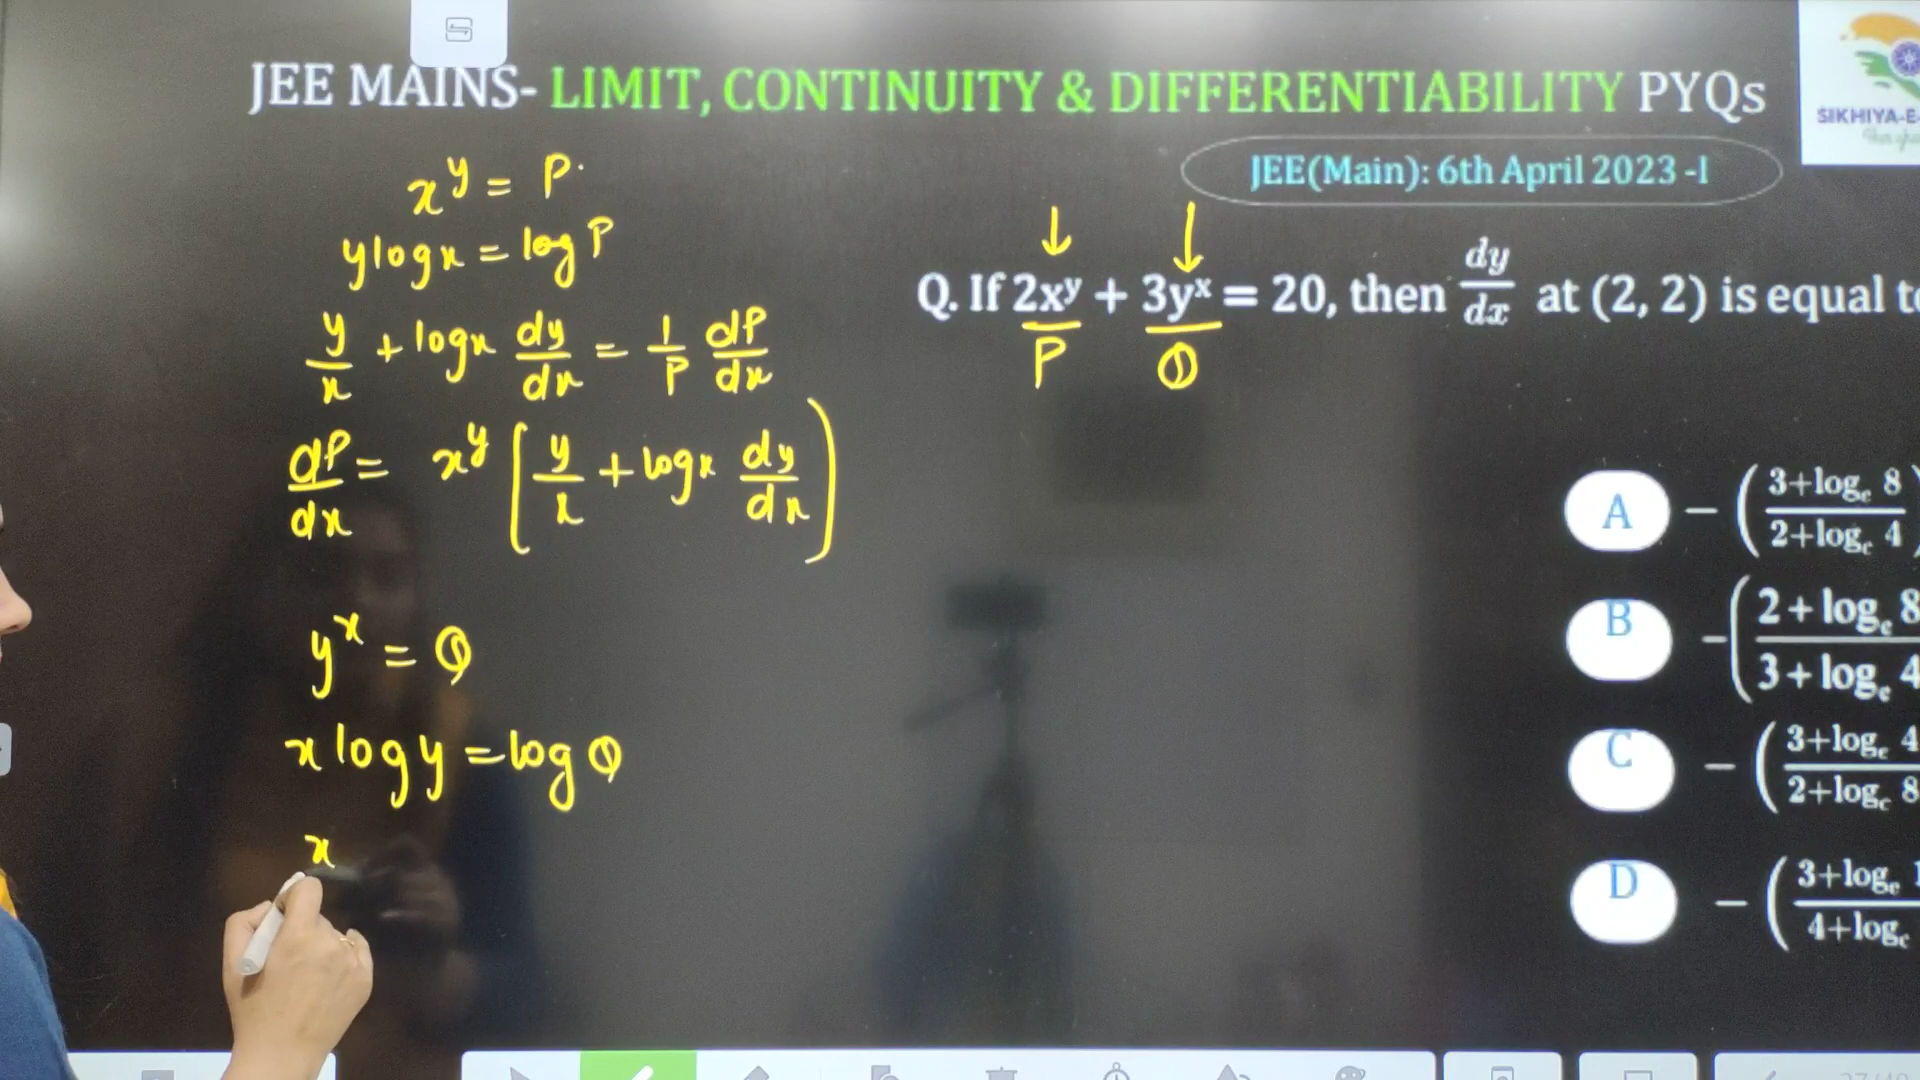 JEE MAINS- LIMIT, CONTINUITY & DIFFERENTIABILITY PYQs
SIKHIYA-E-
JEE(Main): 6th April 2023 -I
x^y = P.
y log x = log P
y/x + log x dy/dx = 1/P dP/dx
dP/dx = x^y [y/x + log x dy/dx)
y^x = Q
x log y = log Q
x
Q. If 2x^y + 3y^x = 20, then dy/dx at (2, 2) is equal
P Q
A - (3+log_e 8 / 2+log_e 4)
B -(2 + log_e 8 / 3 + log_e 4
C - (3+log_e 4 / 2+log_e 8
D - (3+log_e / 4+log_e